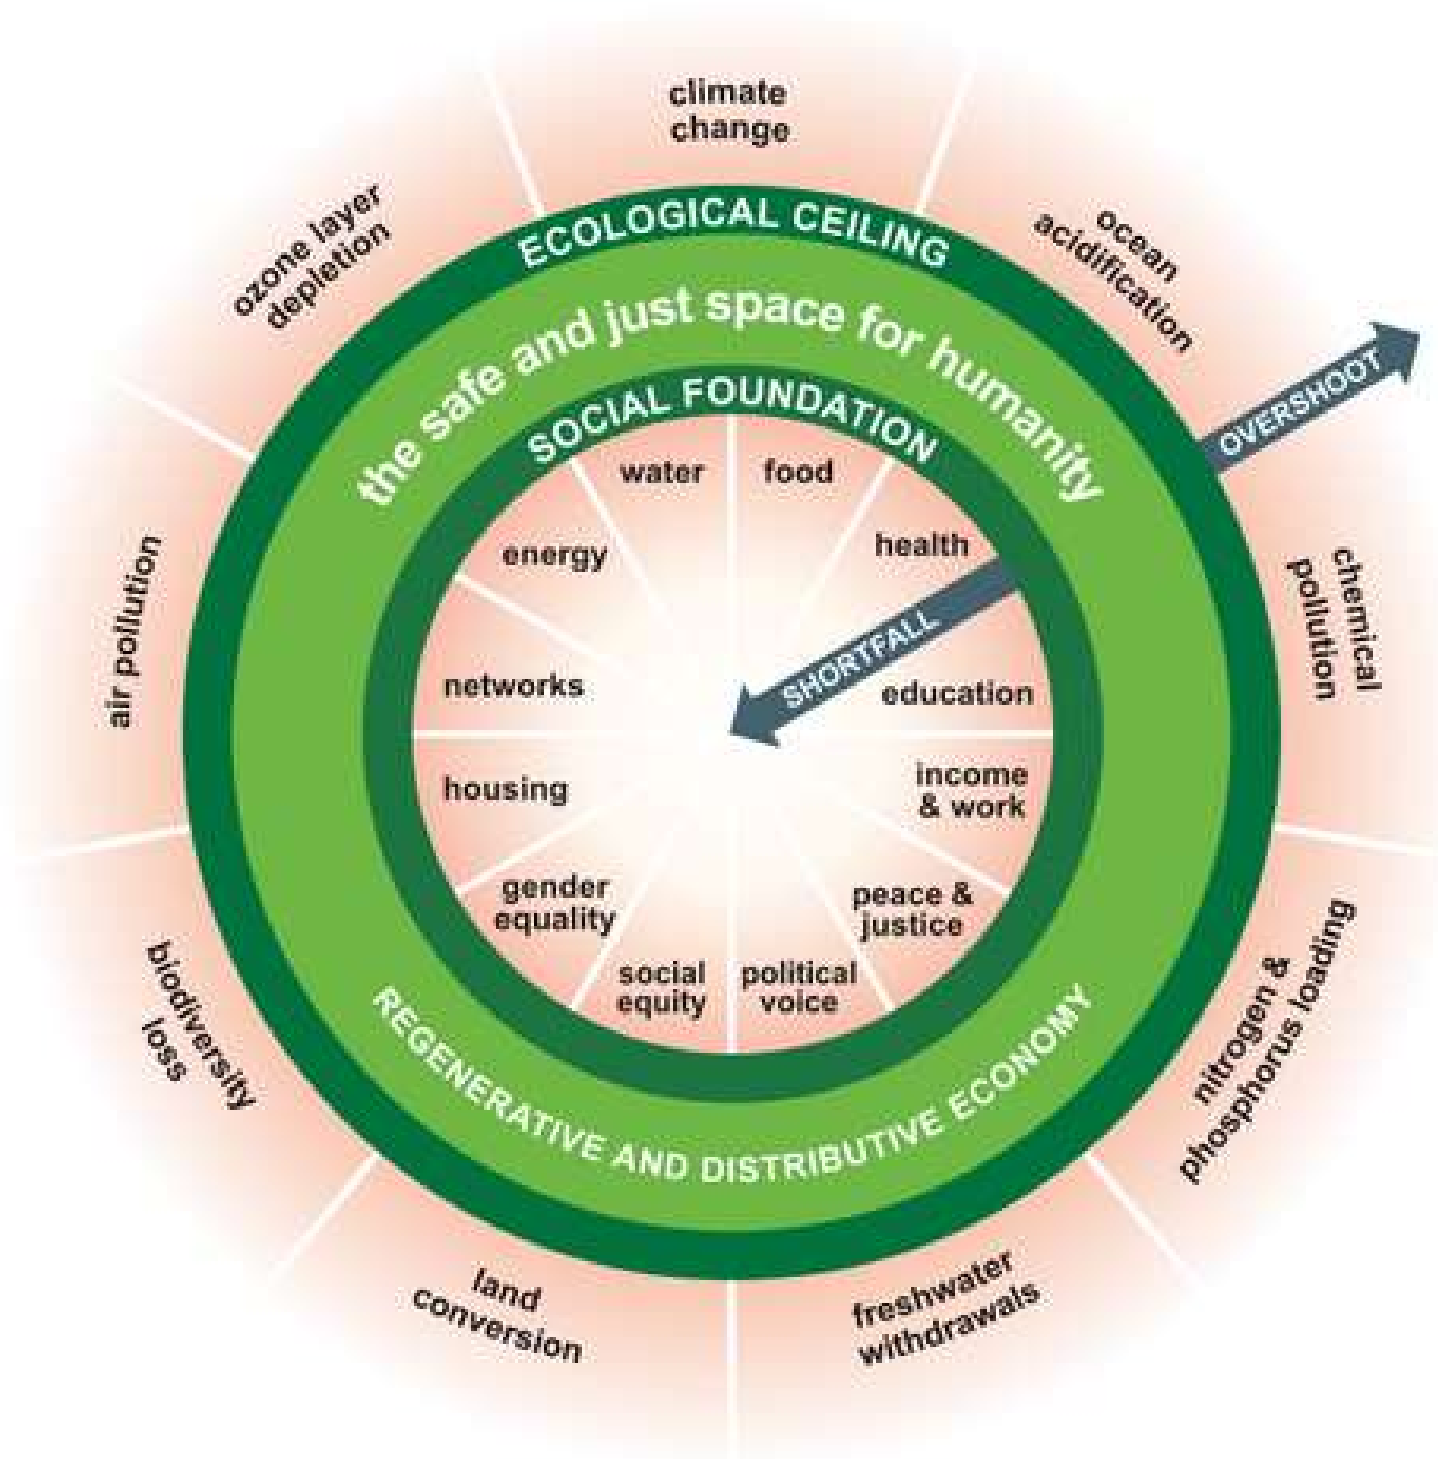 climate
change
ocean
acidification
OVERSHOOT
chemical
pollution
nitrogen &
phosphorus loading
freshwater
withdrawals
land
conversion
biodiversity
loss
air pollution
ozone layer
depletion
ECOLOGICAL CEILING
the safe and just space for humanity
SOCIAL FOUNDATION
water
food
energy
health
SHORTFALL
networks
education
housing
income
& work
gender
equality
peace &
justice
social
equity
political
voice
REGENERATIVE AND DISTRIBUTIVE ECONOMY